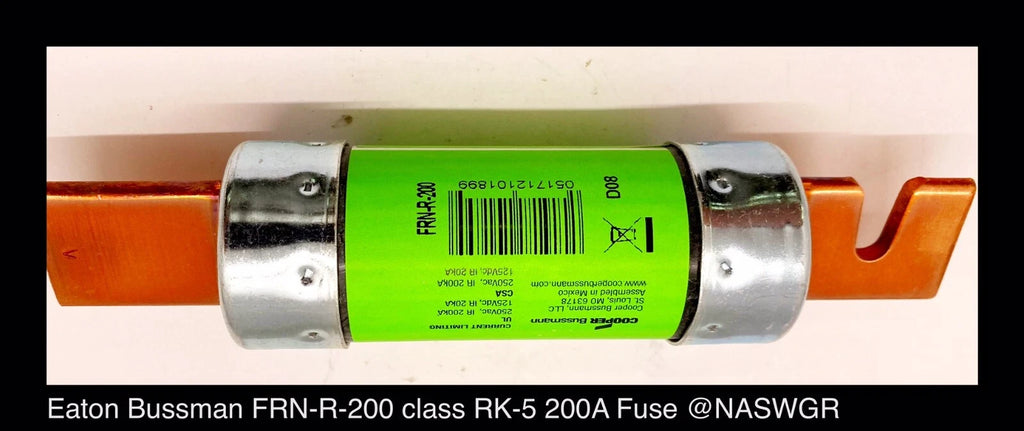 FRN-R-200
051712101899
D08
COOPER Bussmann
Cooper Bussmann, LLC
St. Louis, MO 63178
Assembled in Mexico
www.cooperbussmann.com
CURRENT LIMITING
UL
250Vac, IR 200kA
125Vdc, IR 20kA
CSA
250Vac, IR 200kA
125Vdc, IR 20kA
Eaton Bussman FRN-R-200 class RK-5 200A Fuse @NASWGR